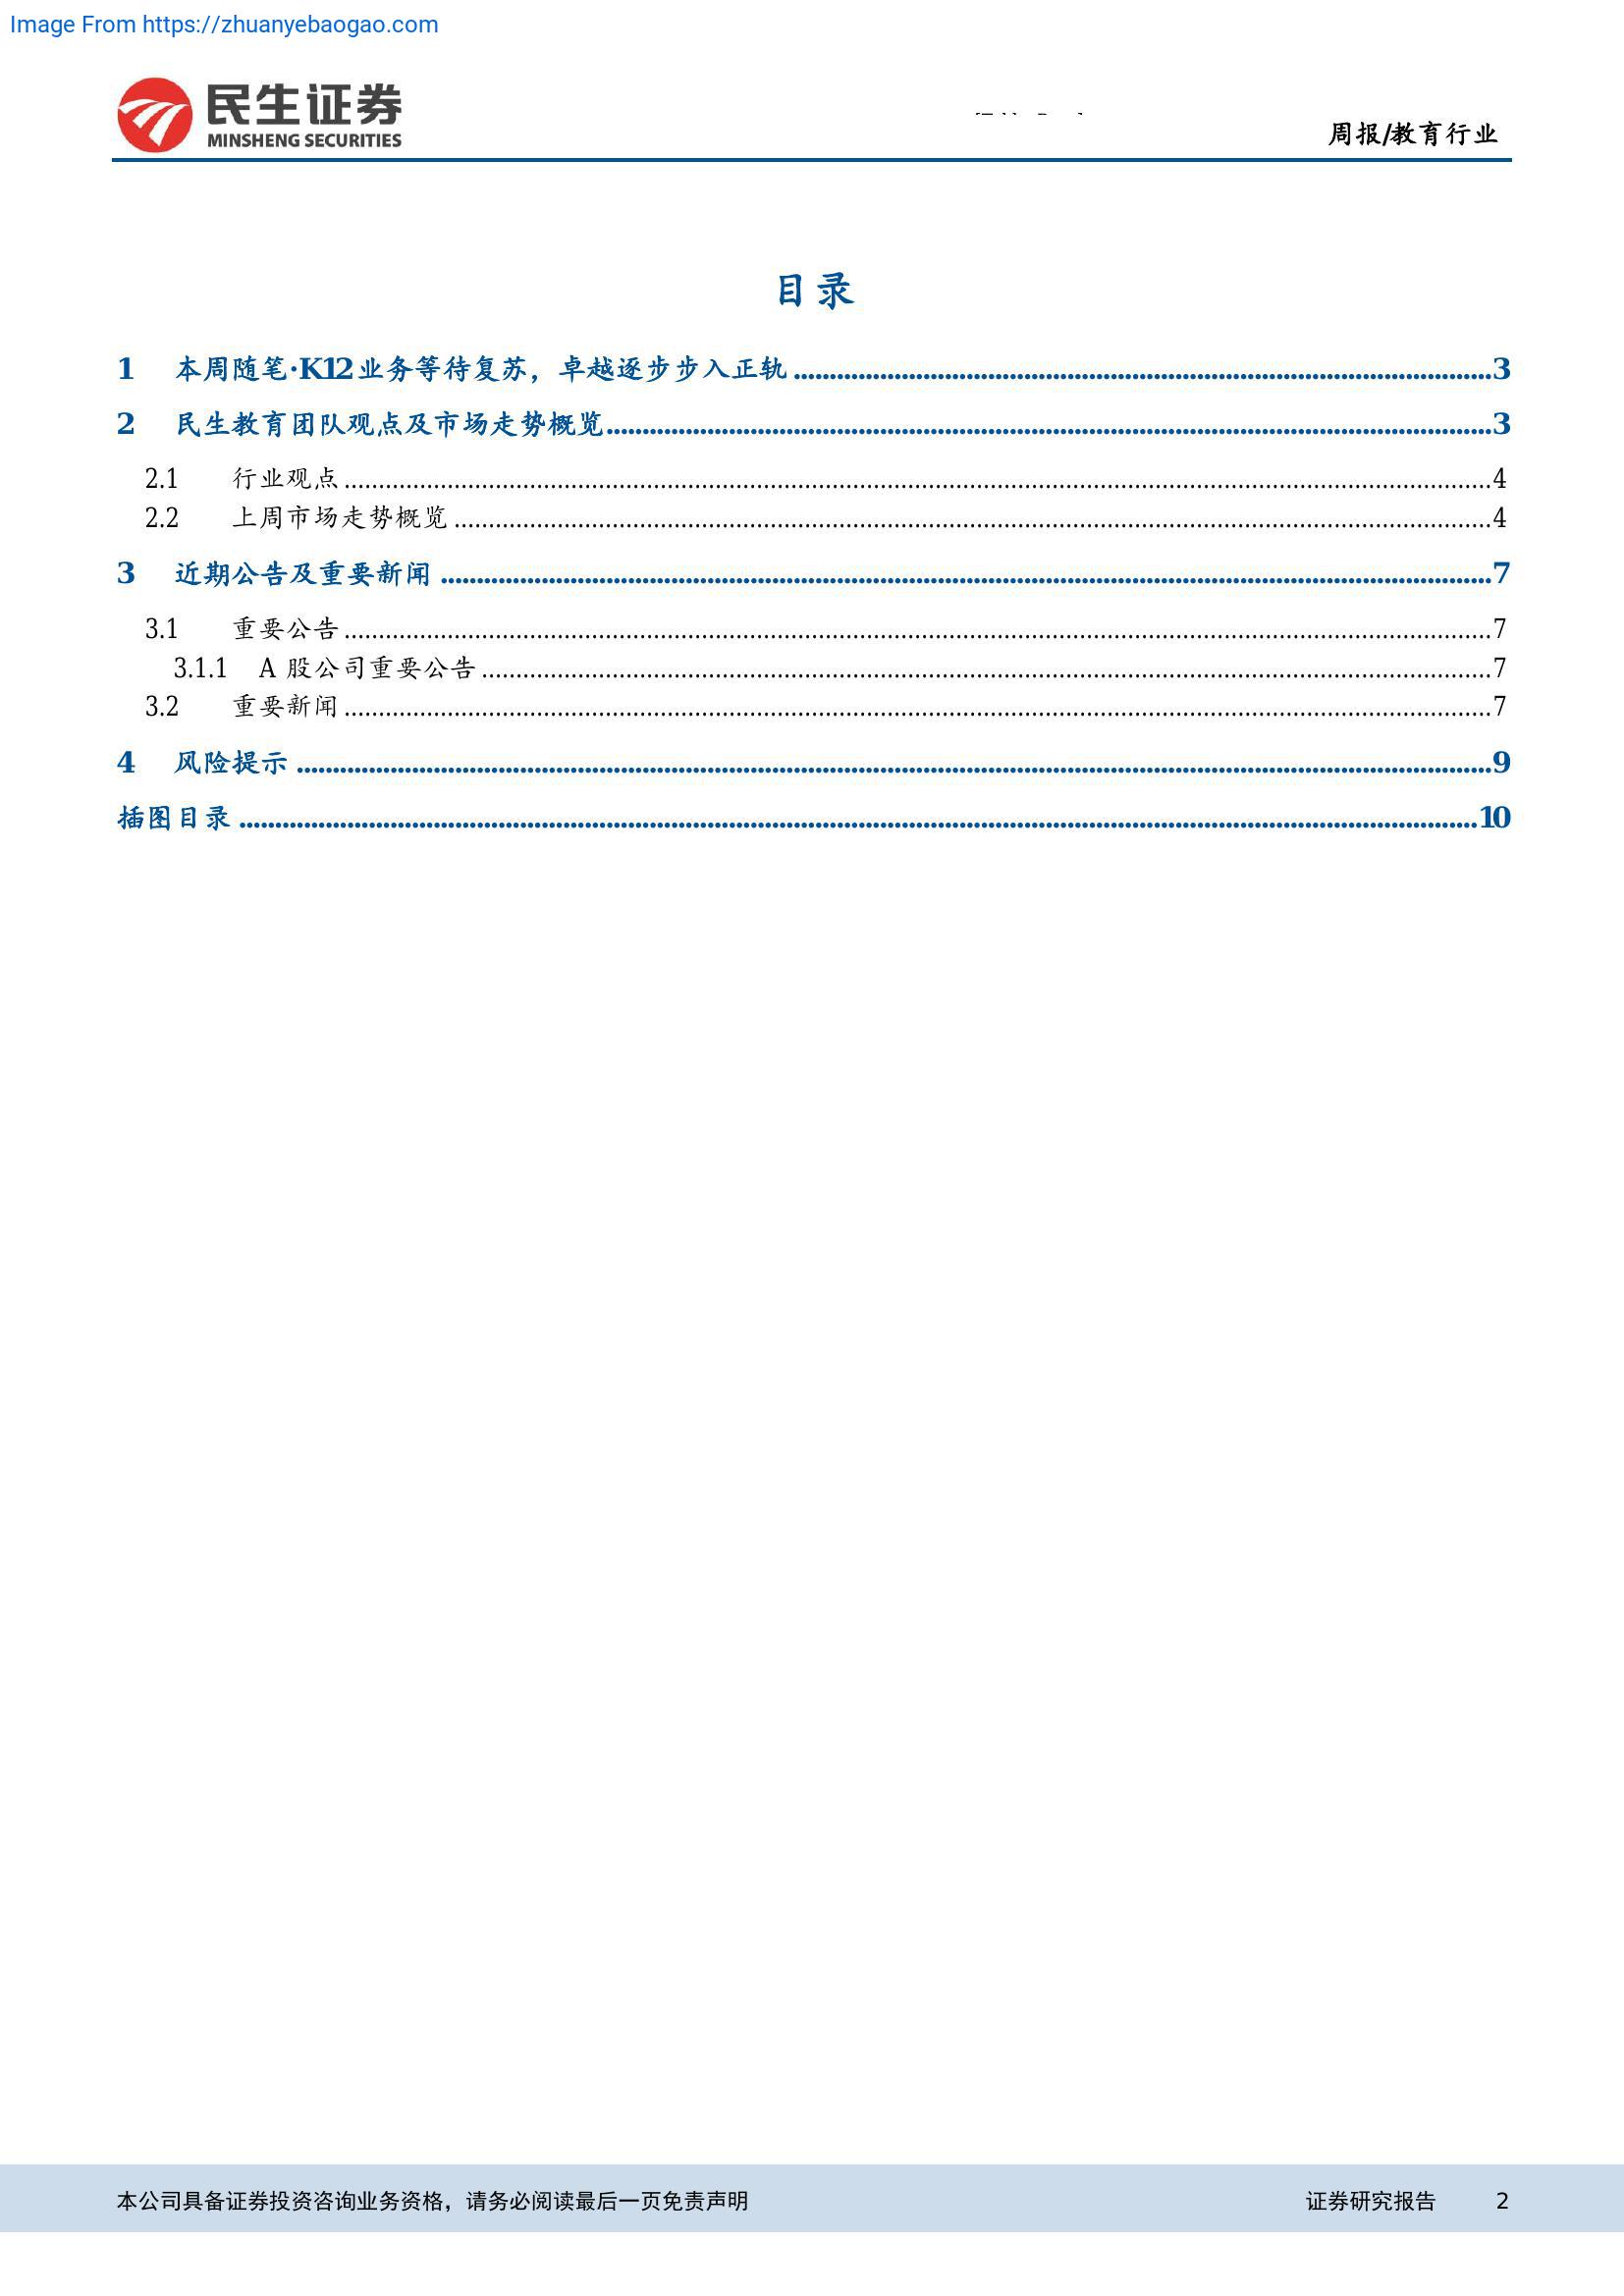 Image From https://zhuanyebaogao.com
民生证券
MINSHENG SECURITIES
周报/教育行业
目录
1 本周随笔·K12业务等待复苏，卓越逐步步入正轨........................3
2 民生教育团队观点及市场走势概览........................3
2.1 行业观点........................4
2.2 上周市场走势概览........................4
3 近期公告及重要新闻........................7
3.1 重要公告........................7
3.1.1 A 股公司重要公告........................7
3.2 重要新闻........................7
4 风险提示........................9
插图目录........................10
本公司具备证券投资咨询业务资格，请务必阅读最后一页免责声明 证券研究报告 2